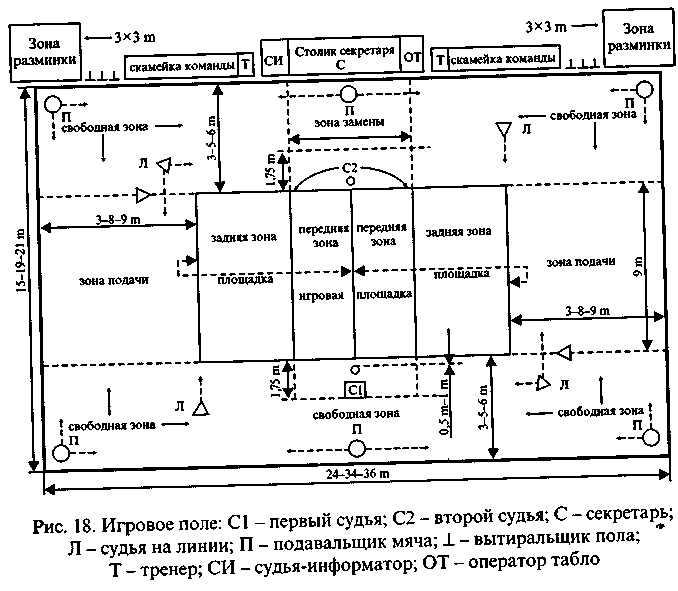 3×3 m
3×3 m
Зона разминки
Зона разминки
скамейка команды Т
СИ
Столик секретаря С
ОТ
Т скамейка команды
П
П
П
свободная зона
3–5–6 m
зона замены
1,75 m
Л
свободная зона
Л
С2
3–8–9 m
задняя зона
передняя зона
передняя зона
задняя зона
15–19–21 m
зона подачи
площадка
игровая
площадка
площадка
зона подачи
9 m
3–8–9 m
1,75 m
С1
0,5 m–1 m
3–5–6 m
Л
Л
свободная зона
П
свободная зона
П
свободная зона
П
24–34–36 m
Рис. 18. Игровое поле: С1 – первый судья; С2 – второй судья; С – секретарь;
Л – судья на линии; П – подавальщик мяча; ⊥ – вытиральщик пола;
Т – тренер; СИ – судья-информатор; ОТ – оператор табло